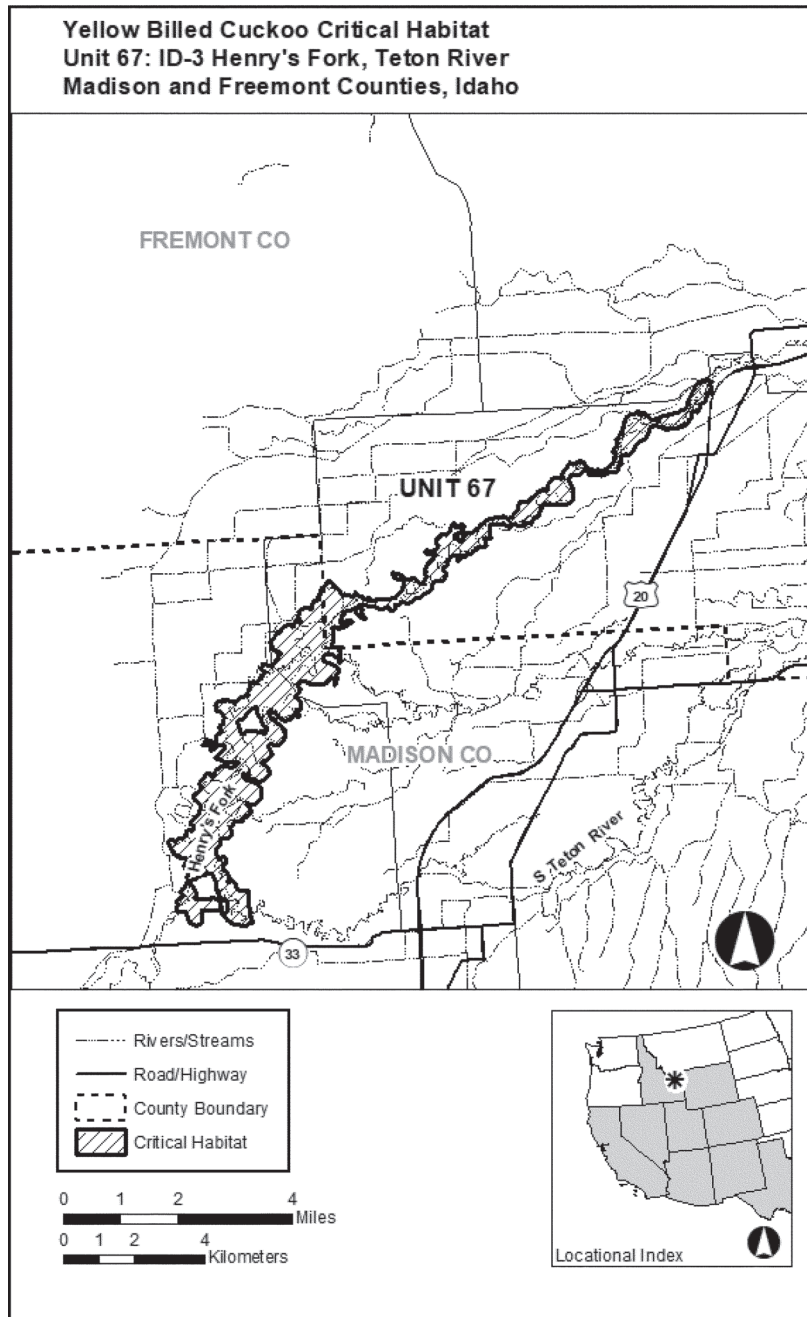 Yellow Billed Cuckoo Critical Habitat
Unit 67: ID-3 Henry's Fork, Teton River
Madison and Freemont Counties, Idaho
FREMONT CO
UNIT 67
20
MADISON CO
Henry's Fork
S Teton River
33
Rivers/Streams
Road/Highway
County Boundary
Critical Habitat
0 1 2 4
Miles
0 1 2 4
Kilometers
Locational Index